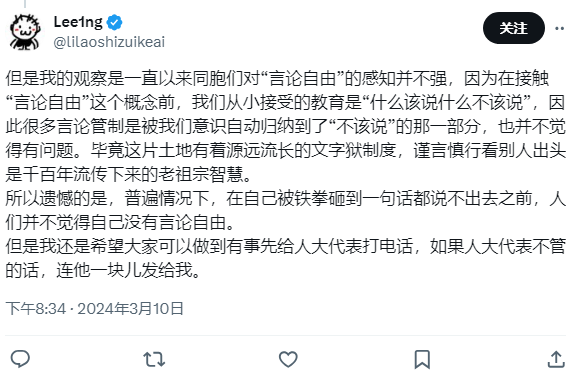 Lee1ng
@lilaoshizuikeai
关注
但是我的观察是一直以来同胞们对“言论自由”的感知并不强，因为在接触
“言论自由”这个概念前，我们从小接受的教育是“什么该说什么不该说”，因
此很多言论管制是被我们意识自动归纳到了“不该说”的那一部分，也并不觉
得有问题。毕竟这片土地有着源远流长的文字狱制度，谨言慎行看别人出头
是千百年流传下来的老祖宗智慧。
所以遗憾的是，普遍情况下，在自己被铁拳砸到一句话都说不出去之前，人
们并不觉得自己没有言论自由。
但是我还是希望大家可以做到有事先给人大代表打电话，如果人大代表不管
的话，连他一块儿发给我。
下午8:34 · 2024年3月10日